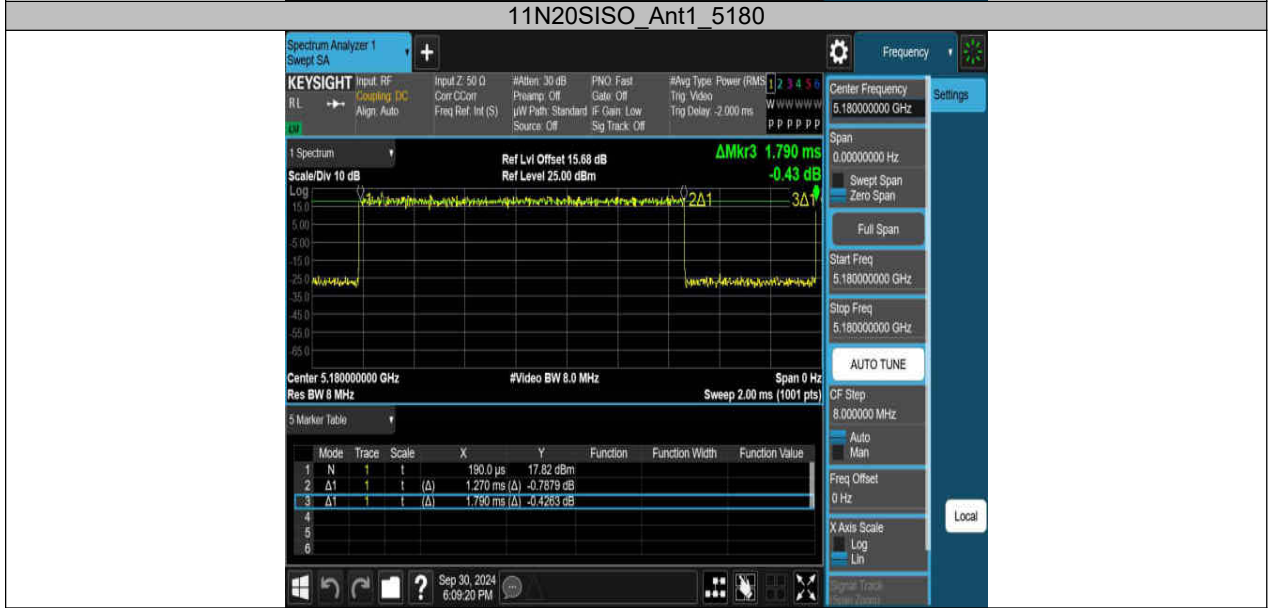 11N20SISO_Ant1_5180
Spectrum Analyzer 1
Swept SA
+
Frequency
KEYSIGHT
RL
LXI
Input: RF
Coupling: DC
Align: Auto
Input Z: 50 Ω
Corr CCorr
Freq Ref: Int (S)
#Atten: 30 dB
Preamp: Off
µW Path: Standard
Source: Off
PNO: Fast
Gate: Off
IF Gain: Low
Sig Track: Off
#Avg Type: Power (RMS
Trig: Video
Trig Delay: -2.000 ms
1 2 3 4 5 6
W W W W W W
P P P P P P
Center Frequency
5.180000000 GHz
Settings
1 Spectrum
Scale/Div 10 dB
Ref Lvl Offset 15.68 dB
Ref Level 25.00 dBm
ΔMkr3 1.790 ms
-0.43 dB
Log
15.0
5.00
-5.00
-15.0
-25.0
-35.0
-45.0
-55.0
-65.0
1
2Δ1
3Δ1
Center 5.180000000 GHz
Res BW 8 MHz
#Video BW 8.0 MHz
Span 0 Hz
Sweep 2.00 ms (1001 pts)
Span
0.00000000 Hz
Swept Span
Zero Span
Full Span
Start Freq
5.180000000 GHz
Stop Freq
5.180000000 GHz
AUTO TUNE
CF Step
8.000000 MHz
Auto
Man
Freq Offset
0 Hz
X Axis Scale
Log
Lin
Signal Track
(Span Zoom)
Local
5 Marker Table
Mode Trace Scale X Y Function Function Width Function Value
1 N 1 t 190.0 µs 17.82 dBm
2 Δ1 1 t (Δ) 1.270 ms (Δ) -0.7879 dB
3 Δ1 1 t (Δ) 1.790 ms (Δ) -0.4263 dB
4
5
6
?
Sep 30, 2024
6:09:20 PM